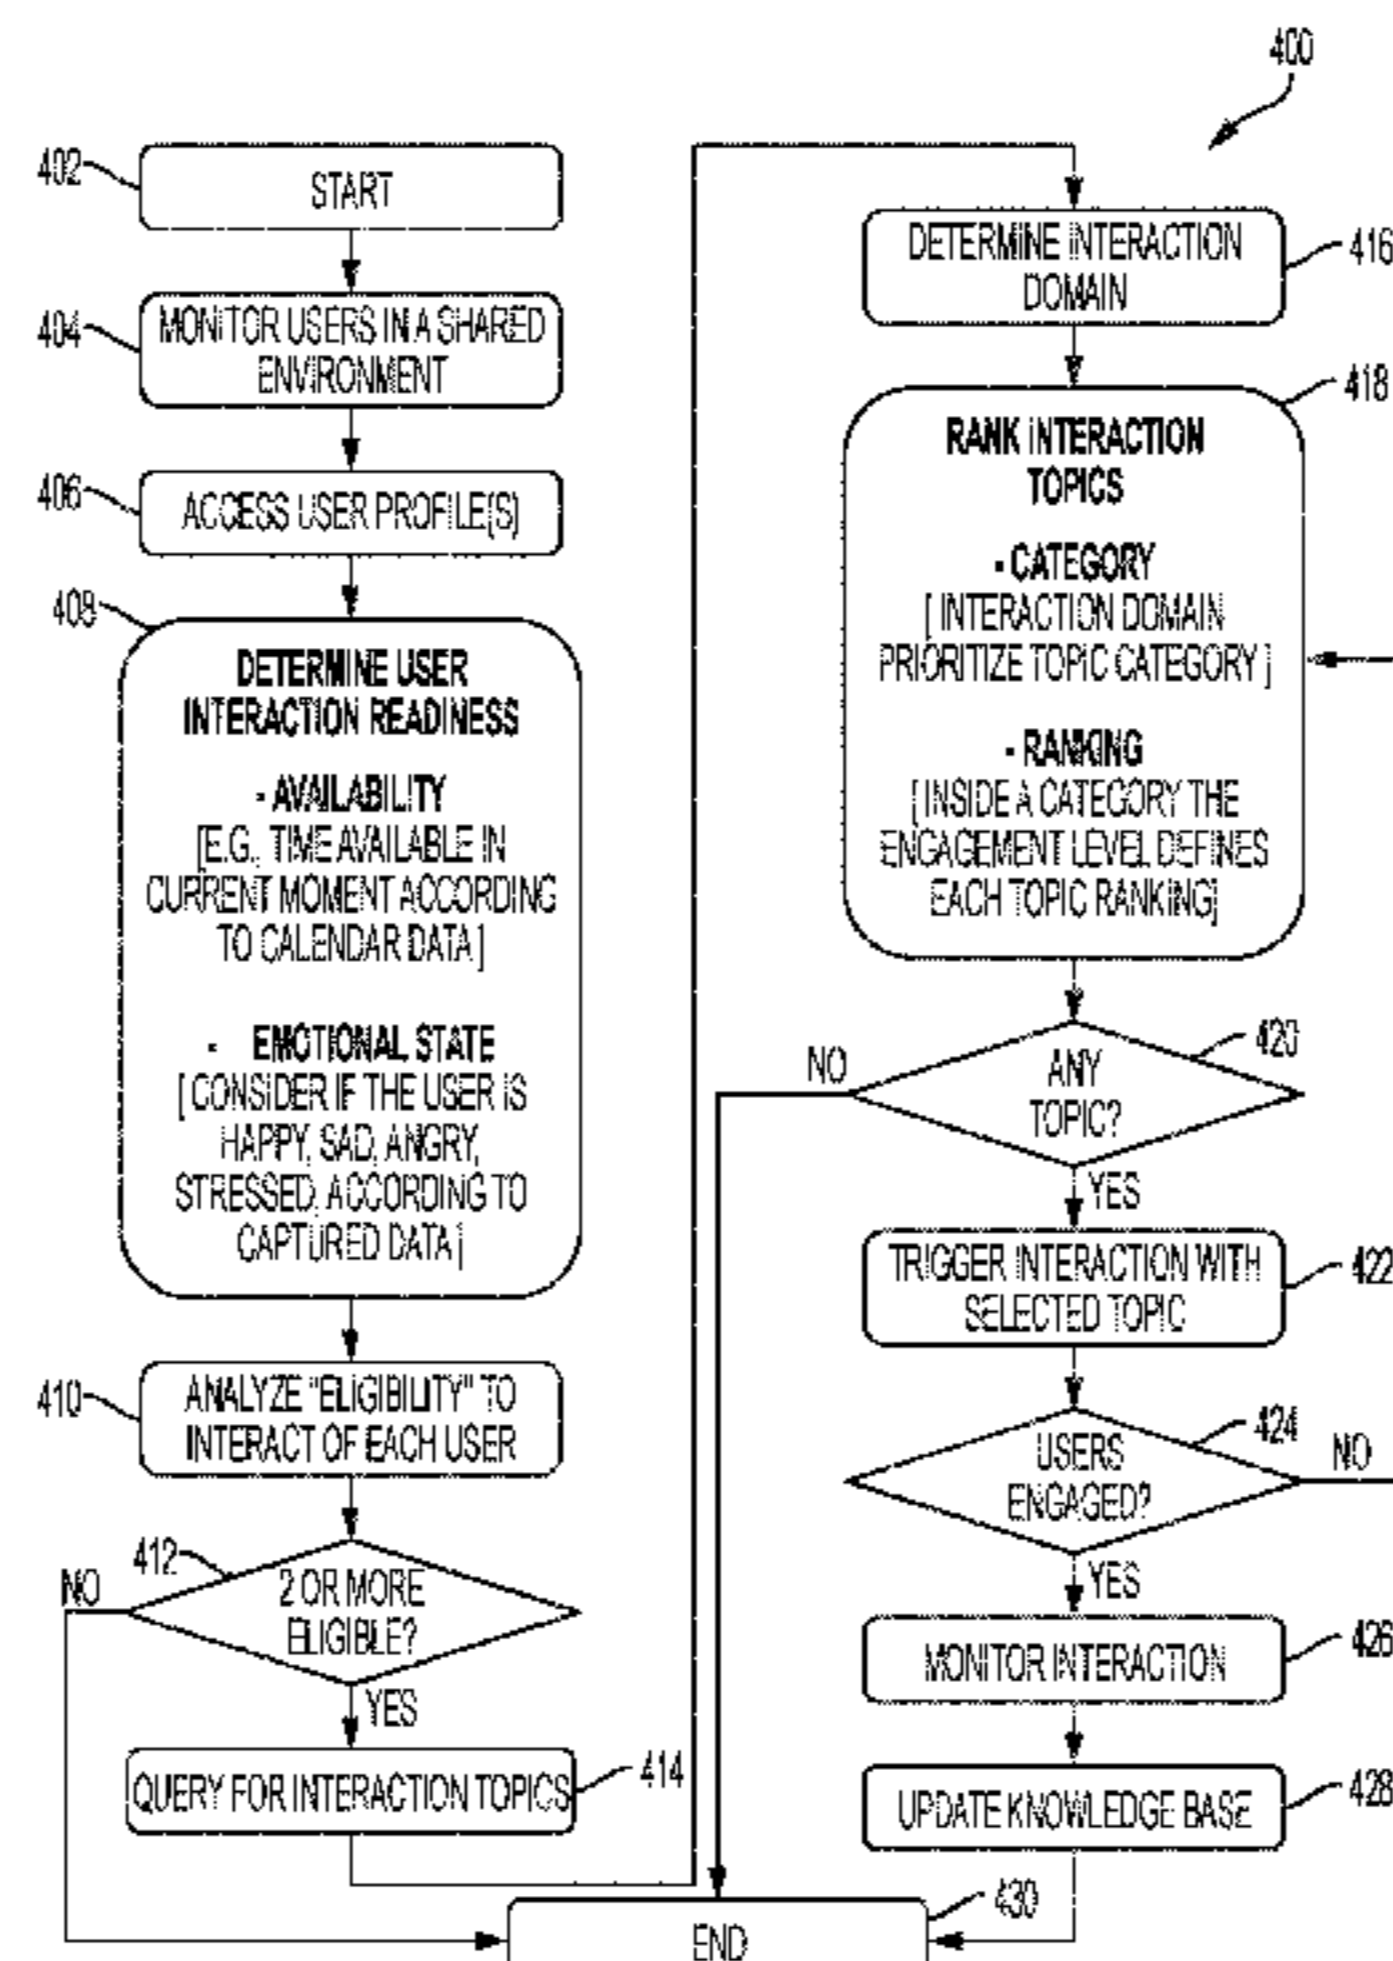 400
402
START
404
MONITOR USERS IN A SHARED
ENVIRONMENT
406
ACCESS USER PROFILE(S)
408
DETERMINE USER
INTERACTION READINESS
- AVAILABILITY
[E.G., TIME AVAILABLE IN
CURRENT MOMENT ACCORDING
TO CALENDAR DATA]
- EMOTIONAL STATE
[ CONSIDER IF THE USER IS
HAPPY, SAD, ANGRY,
STRESSED, ACCORDING TO
CAPTURED DATA]
410
ANALYZE "ELIGIBILITY" TO
INTERACT OF EACH USER
412
NO
2 OR MORE
ELIGIBLE?
YES
QUERY FOR INTERACTION TOPICS
414
DETERMINE INTERACTION
DOMAIN
416
418
RANK INTERACTION
TOPICS
- CATEGORY
[ INTERACTION DOMAIN
PRIORITIZE TOPIC CATEGORY ]
- RANKING
[ INSIDE A CATEGORY THE
ENGAGEMENT LEVEL DEFINES
EACH TOPIC RANKING]
420
NO
ANY
TOPIC?
YES
TRIGGER INTERACTION WITH
SELECTED TOPIC
422
424
USERS
ENGAGED?
NO
YES
MONITOR INTERACTION
426
UPDATE KNOWLEDGE BASE
428
430
END